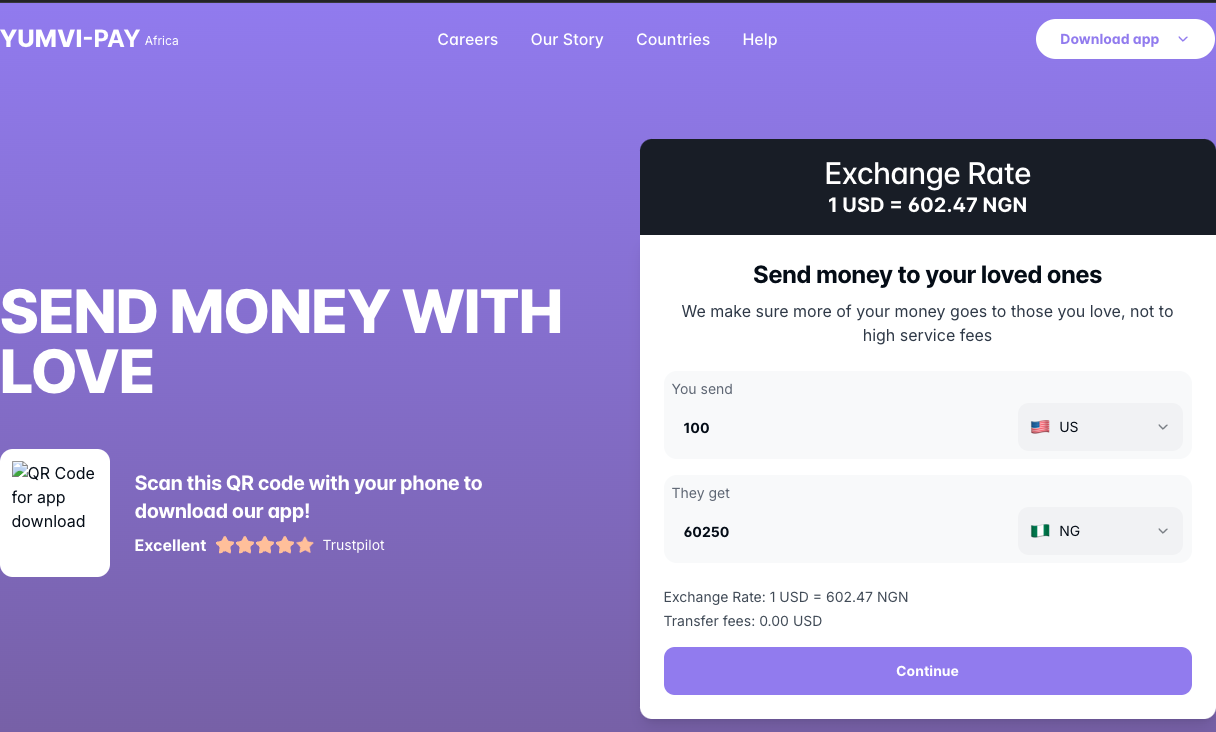 YUMVI-PAY Africa
Careers Our Story Countries Help
Download app
SEND MONEY WITH
LOVE
QR Code
for app
download
Scan this QR code with your phone to
download our app!
Excellent Trustpilot
Exchange Rate
1 USD = 602.47 NGN
Send money to your loved ones
We make sure more of your money goes to those you love, not to
high service fees
You send
100 US
They get
60250 NG
Exchange Rate: 1 USD = 602.47 NGN
Transfer fees: 0.00 USD
Continue